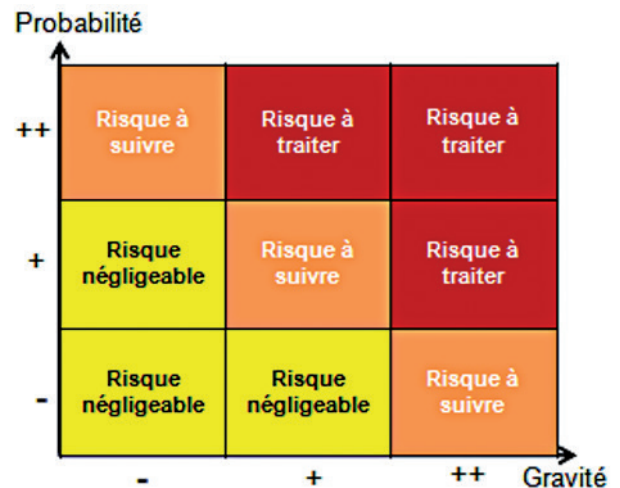 Probabilité
++
Risque à
suivre
Risque à
traiter
Risque à
traiter
+
Risque
négligeable
Risque à
suivre
Risque à
traiter
-
Risque
négligeable
Risque
négligeable
Risque à
suivre
-
+
++
Gravité